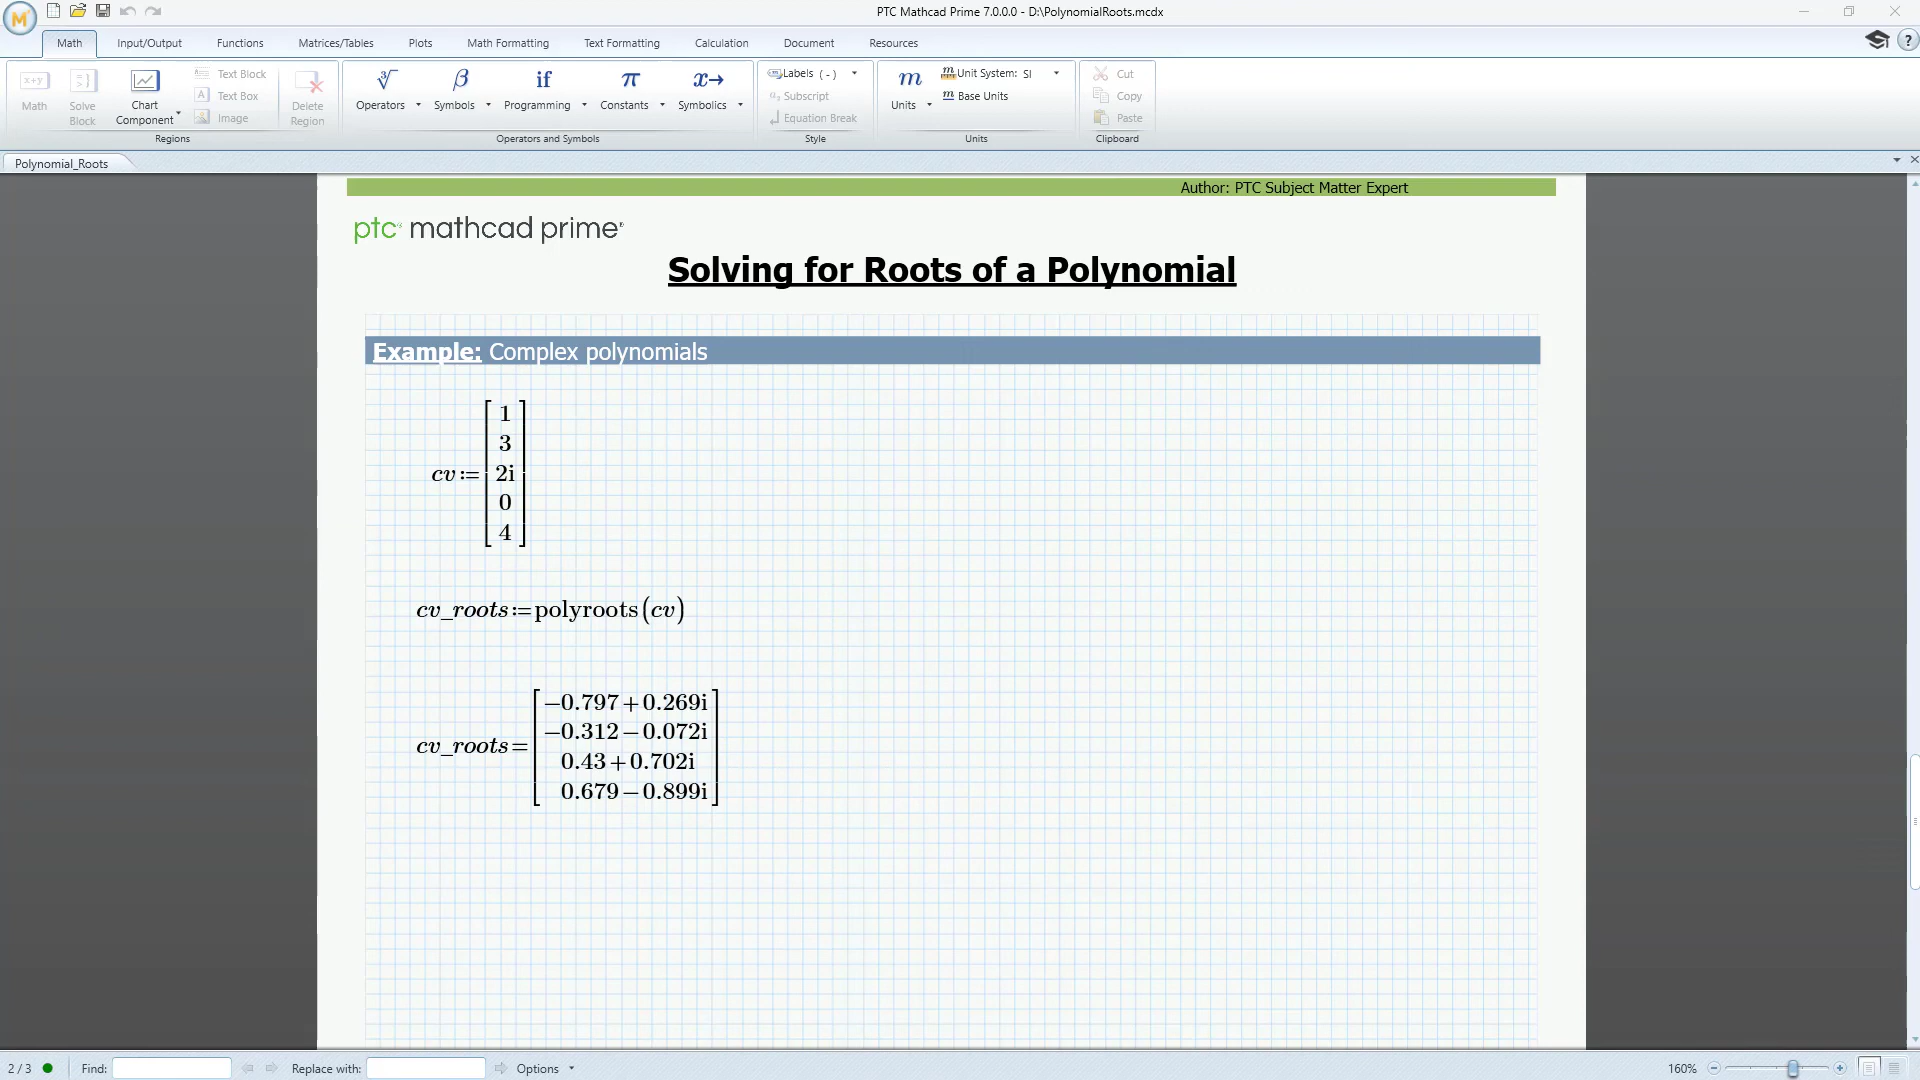 PTC Mathcad Prime 7.0.0.0 - D:\PolynomialRoots.mcdx
Math Input/Output Functions Matrices/Tables Plots Math Formatting Text Formatting Calculation Document Resources
Math
Solve Block
Chart Component
Text Block
Text Box
Image
Delete Region
Regions
Operators
Symbols
if
Programming
π
Constants
Symbolics
Operators and Symbols
Labels ( - )
Subscript
Equation Break
Style
Units
Unit System: SI
Base Units
Units
Cut
Copy
Paste
Clipboard
Polynomial_Roots
Author: PTC Subject Matter Expert
ptc mathcad prime
Solving for Roots of a Polynomial
Example: Complex polynomials
1
3
cv := 2i
0
4
cv_roots := polyroots (cv)
−0.797 + 0.269i
−0.312 − 0.072i
cv_roots =
0.43 + 0.702i
0.679 − 0.899i
2 / 3 Find: Replace with: Options 160%